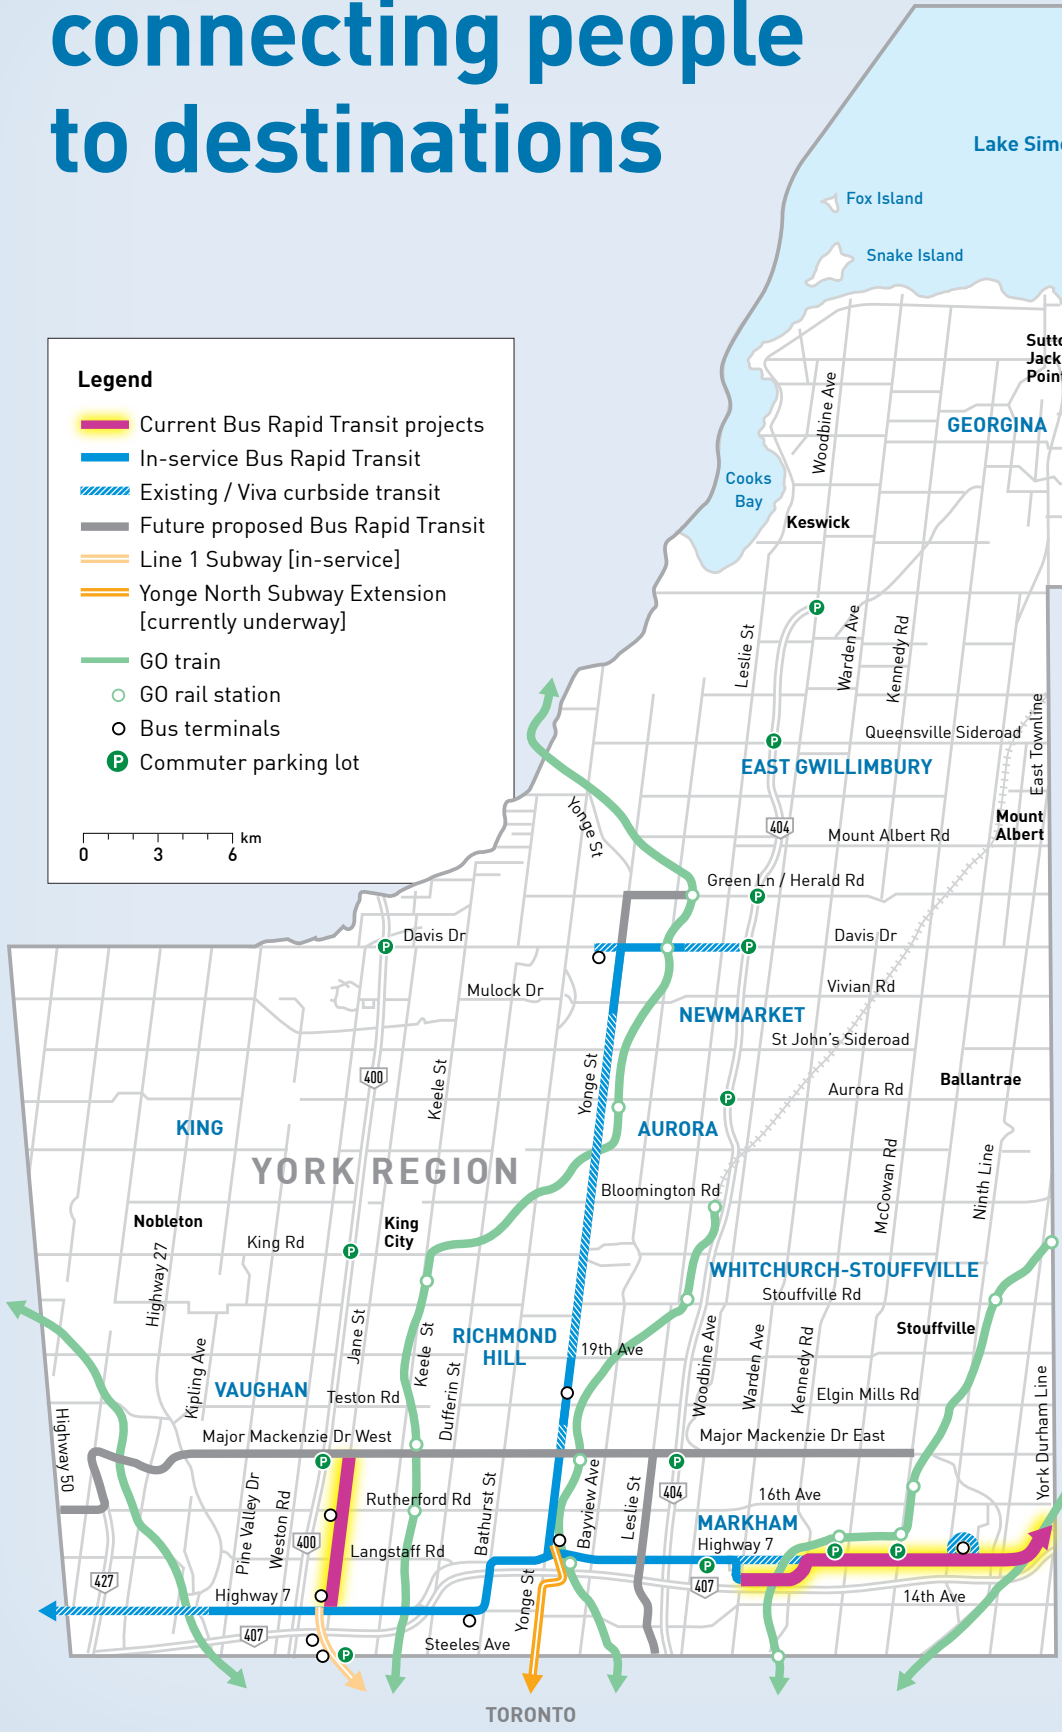 connecting people
to destinations
Lake Sim
Fox Island
Snake Island
Sutto
Jack
Point
GEORGINA
Woodbine Ave
Cooks
Bay
Keswick
Legend
Current Bus Rapid Transit projects
In-service Bus Rapid Transit
Existing / Viva curbside transit
Future proposed Bus Rapid Transit
Line 1 Subway [in-service]
Yonge North Subway Extension
[currently underway]
GO train
GO rail station
Bus terminals
P Commuter parking lot
km
0 3 6
P
Leslie St
Warden Ave
Kennedy Rd
East Townline
Queensville Sideroad
P
EAST GWILLIMBURY
Yonge St
404
Mount Albert Rd
Mount
Albert
Green Ln / Herald Rd
P
P
Davis Dr
P
Davis Dr
Mulock Dr
Vivian Rd
NEWMARKET
St John's Sideroad
400
Keele St
Yonge St
Ballantrae
Aurora Rd
P
KING
AURORA
YORK REGION
McCowan Rd
Ninth Line
Bloomington Rd
Nobleton
King
City
King Rd
P
Highway 27
WHITCHURCH-STOUFFVILLE
Stouffville Rd
Jane St
Keele St
RICHMOND
HILL
19th Ave
Woodbine Ave
Warden Ave
Kennedy Rd
Stouffville
Kipling Ave
VAUGHAN
Teston Rd
Dufferin St
Elgin Mills Rd
York Durham Line
Highway 50
Major Mackenzie Dr West
Major Mackenzie Dr East
P
P
Pine Valley Dr
Weston Rd
Rutherford Rd
Bathurst St
Bayview Ave
Leslie St
404
16th Ave
MARKHAM
400
Langstaff Rd
Highway 7
P
P
P
427
Highway 7
Yonge St
407
14th Ave
407
Steeles Ave
P
TORONTO